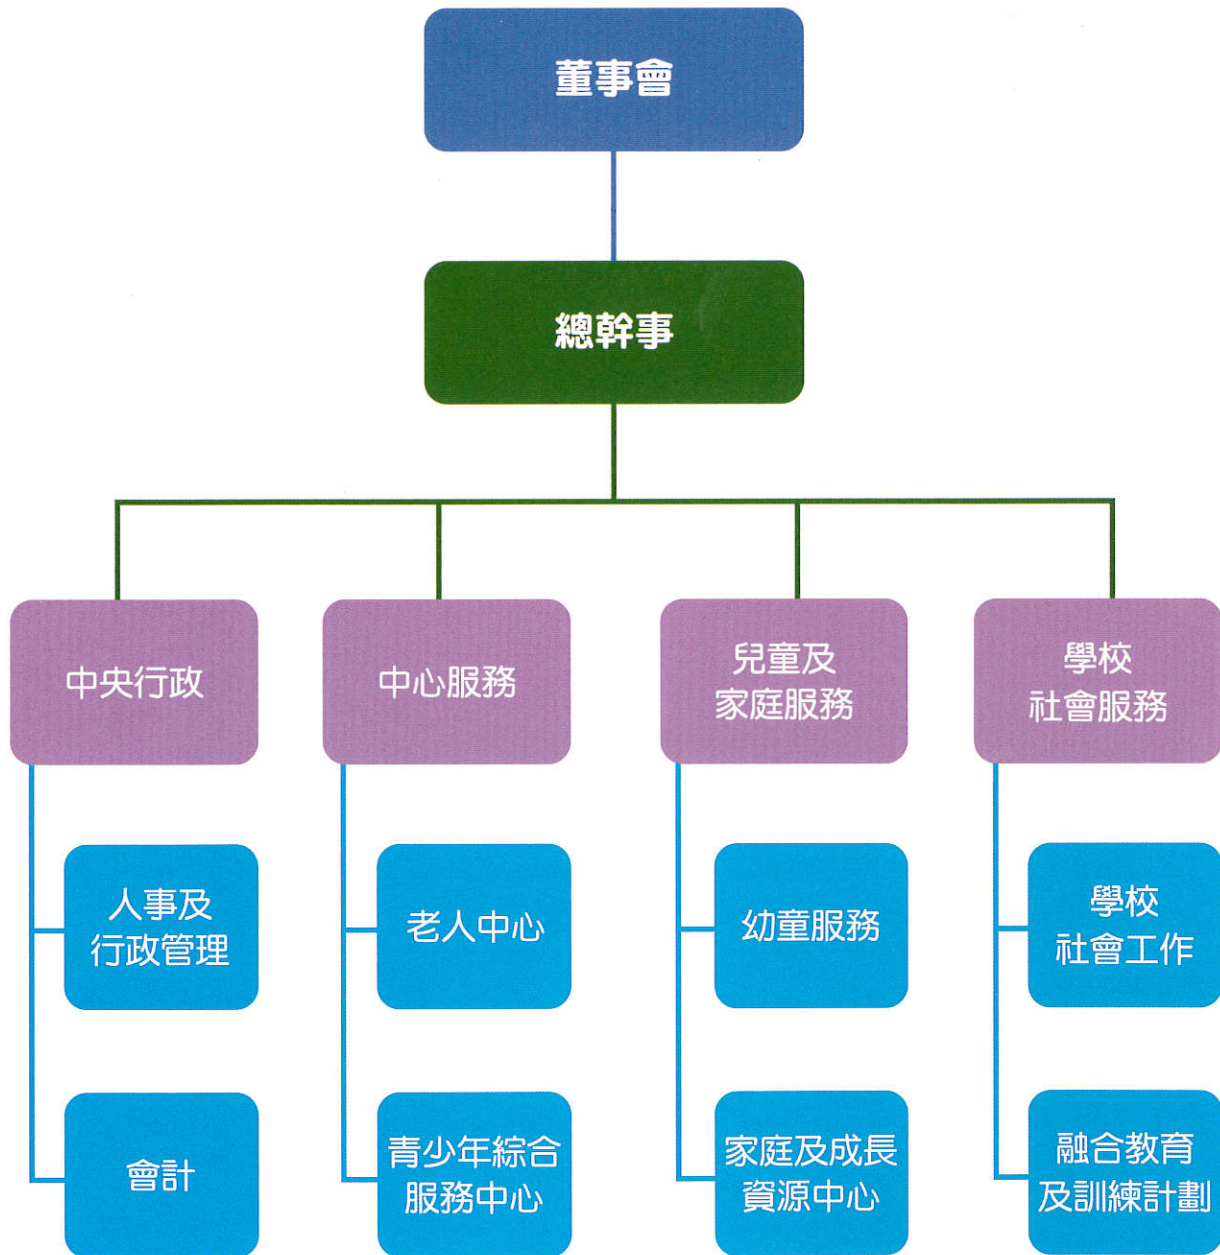 董事會
總幹事
中央行政
中心服務
兒童及
家庭服務
學校
社會服務
人事及
行政管理
老人中心
幼童服務
學校
社會工作
會計
青少年綜合
服務中心
家庭及成長
資源中心
融合教育
及訓練計劃